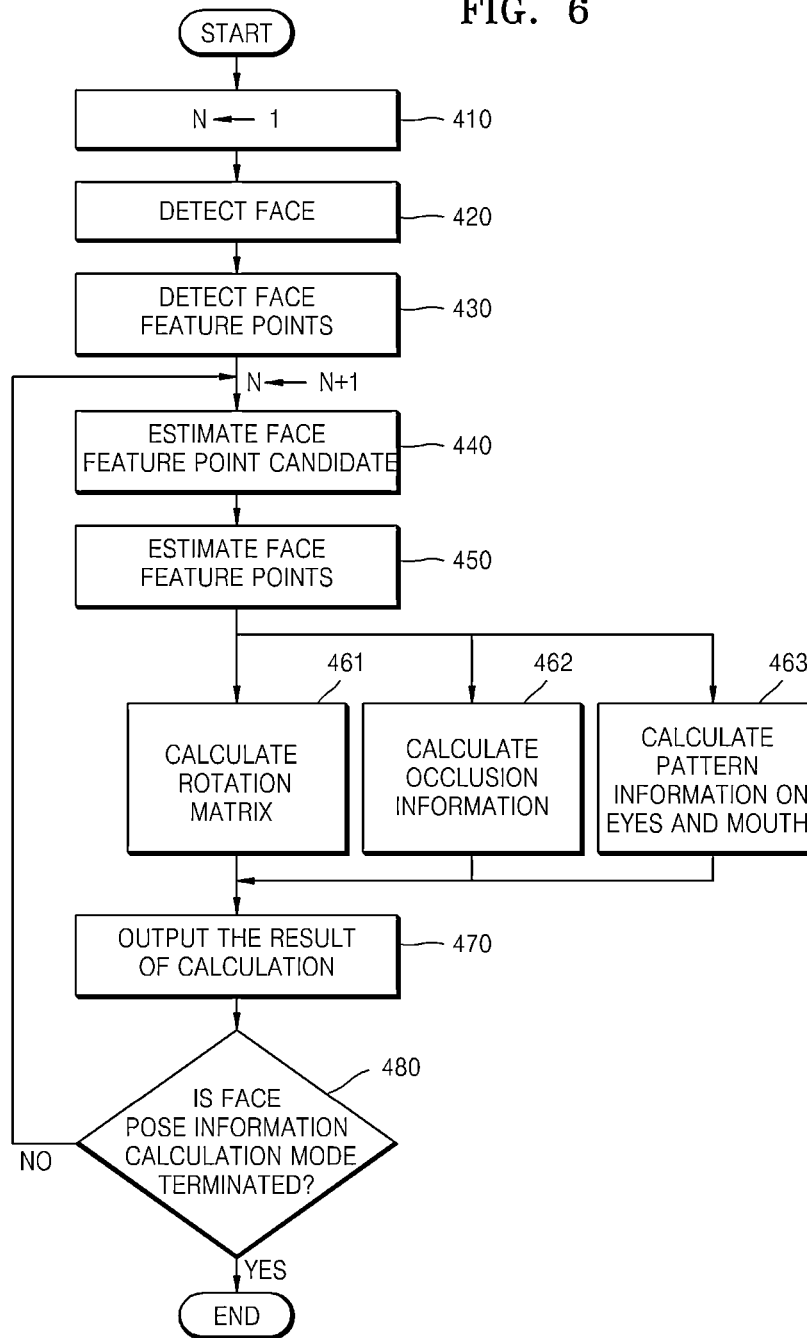 FIG. 6
START
N ← 1
410
DETECT FACE
420
DETECT FACE
FEATURE POINTS
430
N ← N+1
ESTIMATE FACE
FEATURE POINT CANDIDATE
440
ESTIMATE FACE
FEATURE POINTS
450
461
462
463
CALCULATE
ROTATION
MATRIX
CALCULATE
OCCLUSION
INFORMATION
CALCULATE
PATTERN
INFORMATION ON
EYES AND MOUTH
OUTPUT THE RESULT
OF CALCULATION
470
480
IS FACE
POSE INFORMATION
CALCULATION MODE
TERMINATED?
NO
YES
END